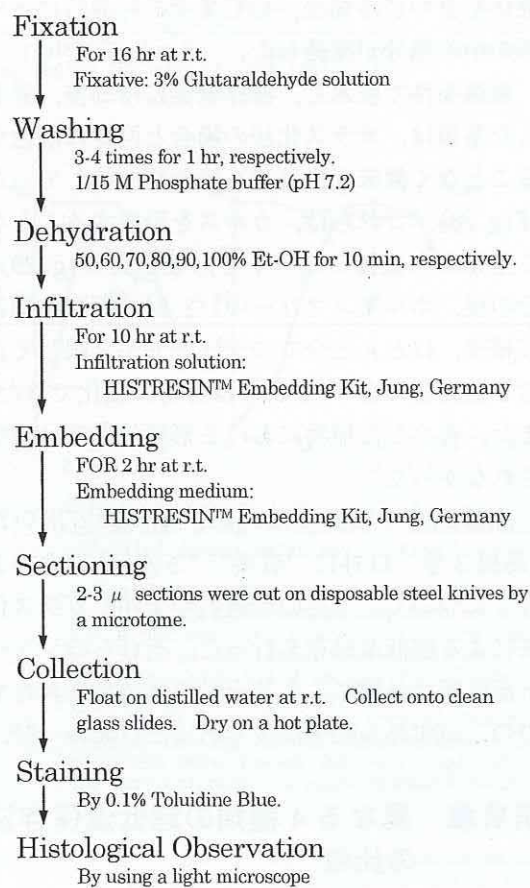 Fixation
For 16 hr at r.t.
Fixative: 3% Glutaraldehyde solution
Washing
3-4 times for 1 hr, respectively.
1/15 M Phosphate buffer (pH 7.2)
Dehydration
50,60,70,80,90,100% Et-OH for 10 min, respectively.
Infiltration
For 10 hr at r.t.
Infiltration solution:
HISTRESIN™ Embedding Kit, Jung, Germany
Embedding
FOR 2 hr at r.t.
Embedding medium:
HISTRESIN™ Embedding Kit, Jung, Germany
Sectioning
2-3 μ sections were cut on disposable steel knives by
a microtome.
Collection
Float on distilled water at r.t. Collect onto clean
glass slides. Dry on a hot plate.
Staining
By 0.1% Toluidine Blue.
Histological Observation
By using a light microscope